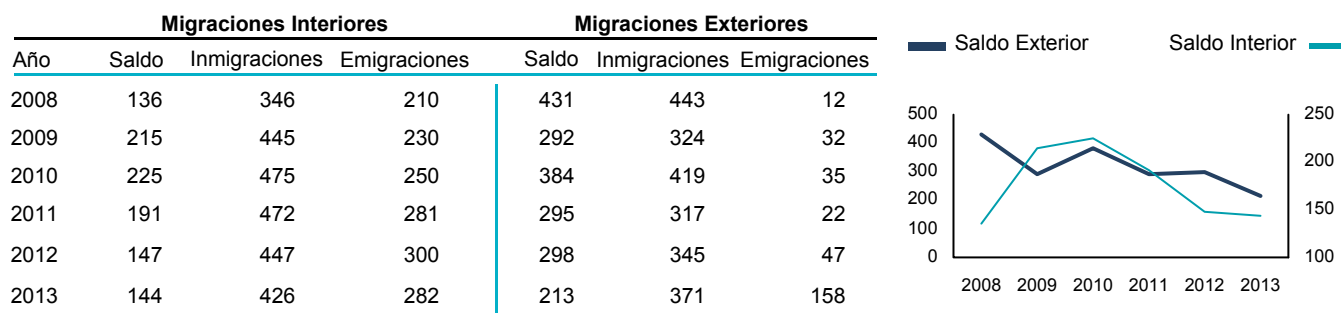 Migraciones Interiores Migraciones Exteriores
Año Saldo Inmigraciones Emigraciones Saldo Inmigraciones Emigraciones
2008 136 346 210 431 443 12
2009 215 445 230 292 324 32
2010 225 475 250 384 419 35
2011 191 472 281 295 317 22
2012 147 447 300 298 345 47
2013 144 426 282 213 371 158
Saldo Exterior Saldo Interior
500 250
400
300 200
200 150
100
0 100
2008 2009 2010 2011 2012 2013